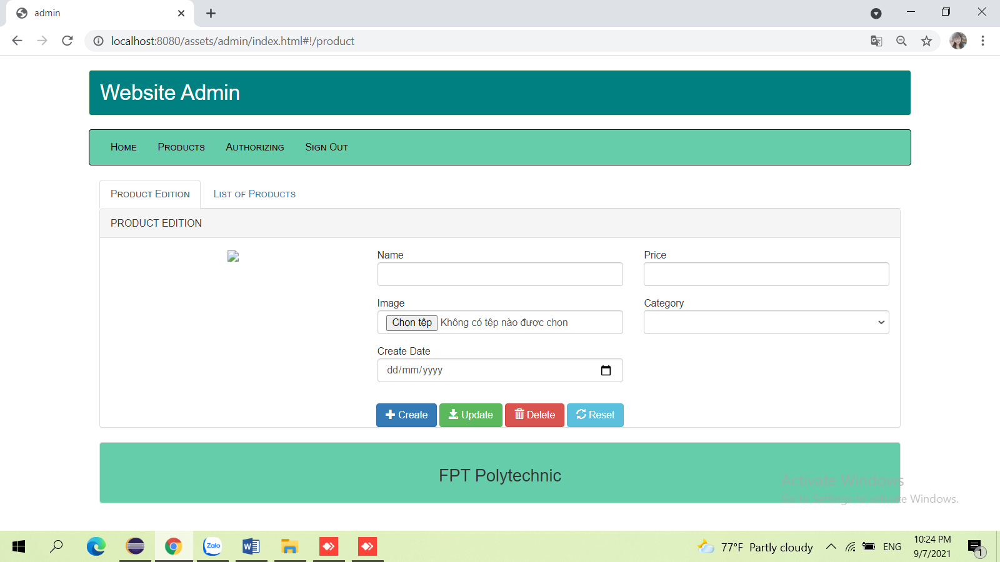 admin
localhost:8080/assets/admin/index.html#!/product
Website Admin
Home Products Authorizing Sign Out
Product Edition List of Products
PRODUCT EDITION
Name Price
Image Category
Chọn tệp Không có tệp nào được chọn
Create Date
dd/mm/yyyy
Create Update Delete Reset
FPT Polytechnic
Activate Windows
Go to Settings to activate Windows.
Zalo 77°F Partly cloudy ENG 10:24 PM
9/7/2021 1